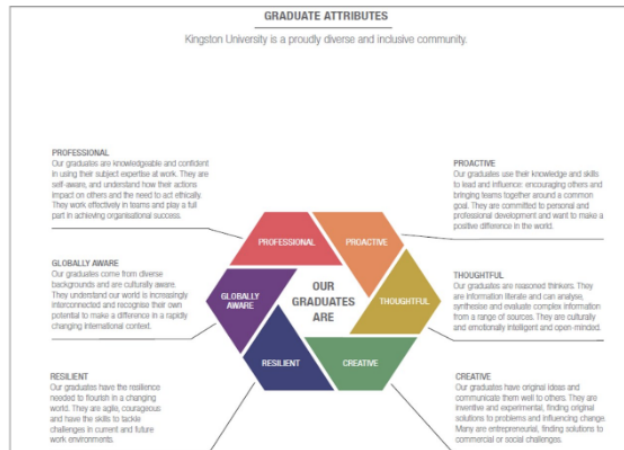 GRADUATE ATTRIBUTES
Kingston University is a proudly diverse and inclusive community.
PROFESSIONAL
Our graduates are knowledgeable and confident
in using their subject expertise at work. They are
self-aware, and understand how their actions
impact on others and the need to act ethically.
They work effectively in teams and play a full
part in achieving organisational success.
PROACTIVE
Our graduates use their knowledge and skills
to lead and influence: encouraging others and
bringing teams together around a common
goal. They are committed to personal and
professional development and want to make a
positive difference in the world.
GLOBALLY AWARE
Our graduates come from diverse
backgrounds and are culturally aware.
They understand our world is increasingly
interconnected and recognise their own
potential to make a difference in a rapidly
changing international context.
PROFESSIONAL
PROACTIVE
GLOBALLY
AWARE
OUR
GRADUATES
ARE
THOUGHTFUL
RESILIENT
CREATIVE
THOUGHTFUL
Our graduates are reasoned thinkers. They
are information literate and can analyse,
synthesise and evaluate complex information
from a range of sources. They are culturally
and emotionally intelligent and open-minded.
RESILIENT
Our graduates have the resilience
needed to flourish in a changing
world. They are agile, courageous
and have the skills to tackle
challenges in current and future
work environments.
CREATIVE
Our graduates have original ideas and
communicate them well to others. They are
inventive and experimental, finding original
solutions to problems and influencing change.
Many are entrepreneurial, finding solutions to
commercial or social challenges.